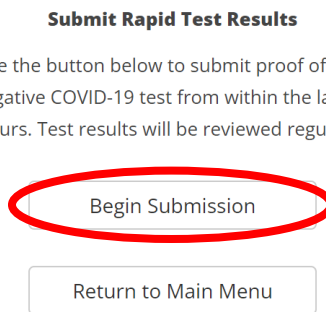 Submit Rapid Test Results
the button below to submit proof of
COVID-19 test from within the
Test results will be reviewed
Begin Submission
Return to Main Menu